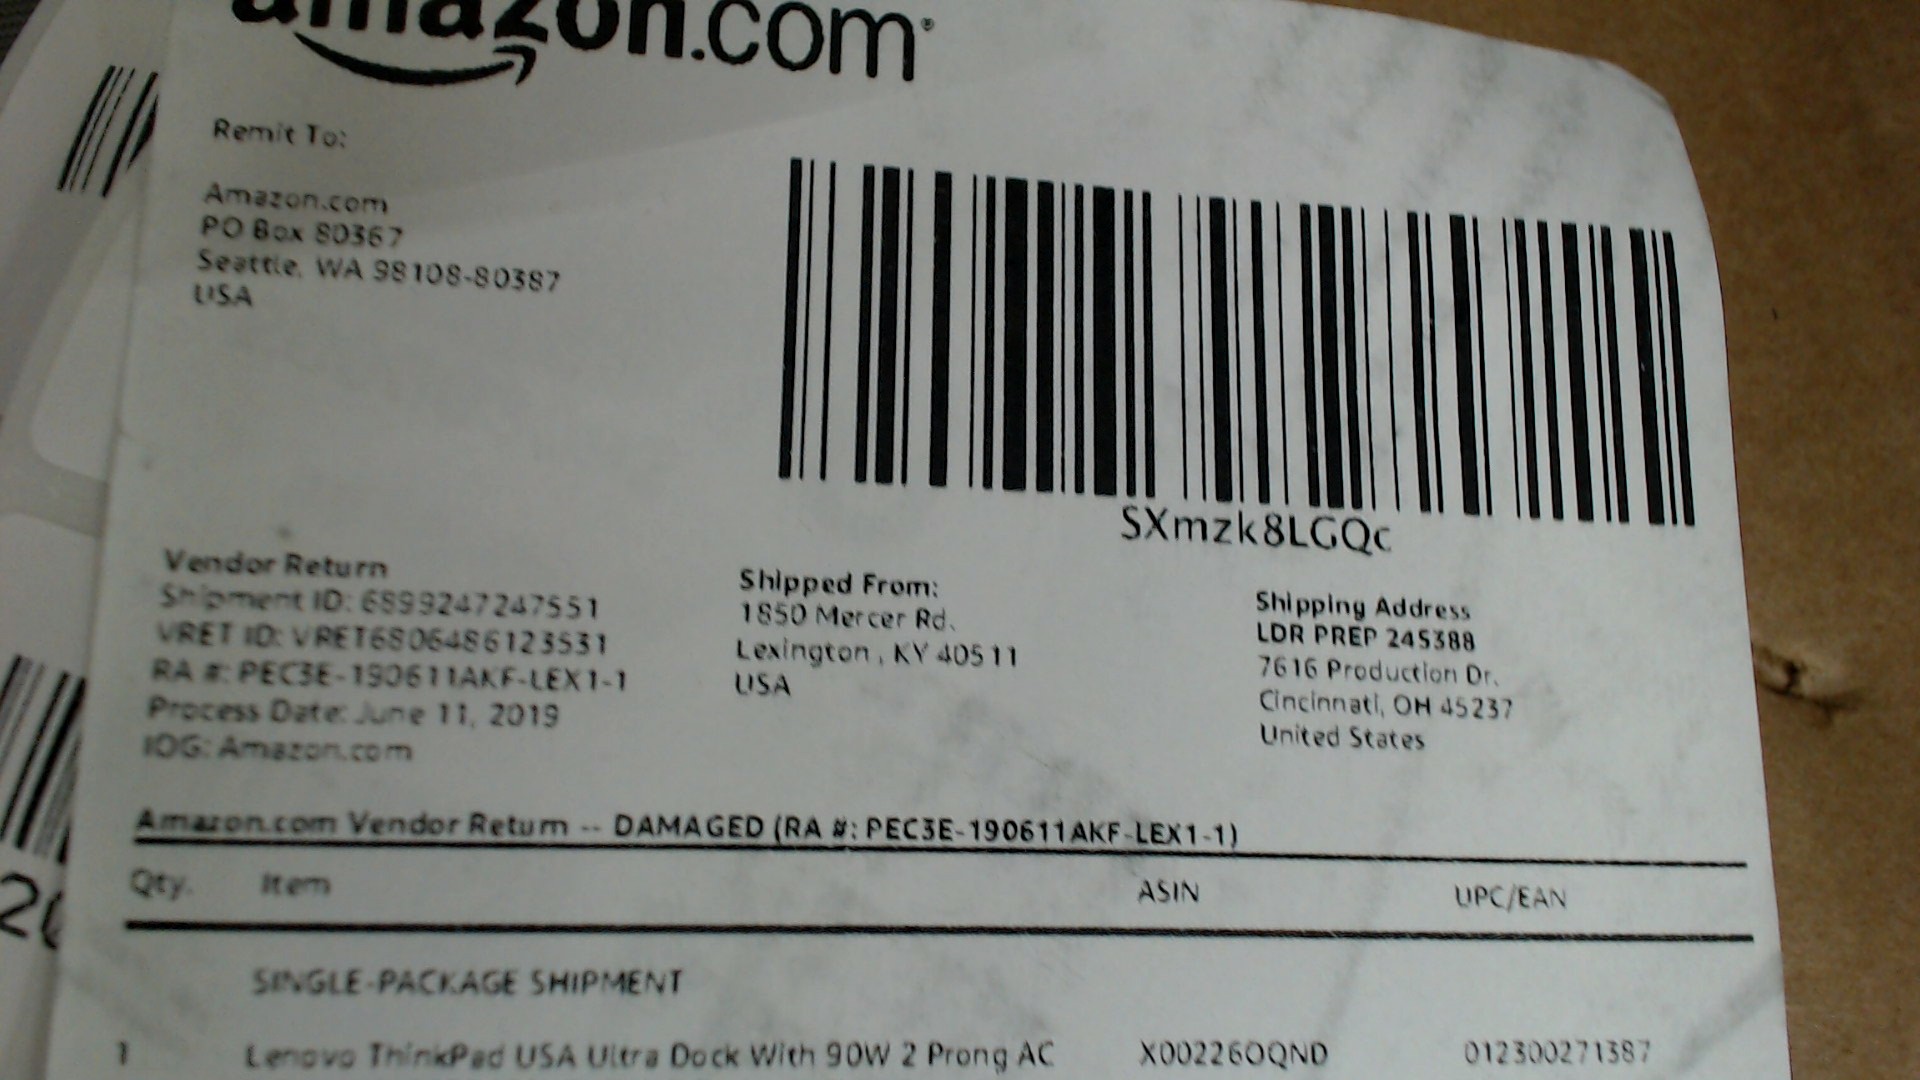 amazon.com
Remit To:
Amazon.com
PO Box 80367
Seattle, WA 98108-80387
USA
SXmzk8LGQc
Vendor Return
Shipment ID: 6899247247551
VRET ID: VRET6806486123531
RA #: PEC3E-190611AKF-LEX1-1
Process Date: June 11, 2019
IOG: Amazon.com
Shipped From:
1850 Mercer Rd.
Lexington , KY 40511
USA
Shipping Address
LDR PREP 245388
7616 Production Dr.
Cincinnati, OH 45237
United States
Amazon.com Vendor Return -- DAMAGED (RA #: PEC3E-190611AKF-LEX1-1)
Qty. Item ASIN UPC/EAN
SINGLE-PACKAGE SHIPMENT
1 Lenovo ThinkPad USA Ultra Dock With 90W 2 Prong AC X00226OQND 012300271387